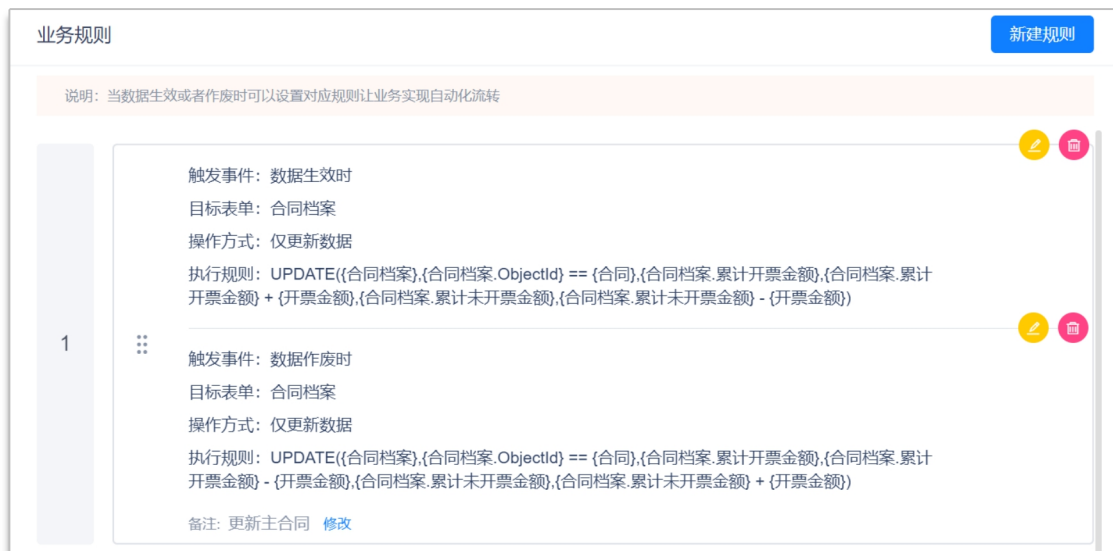 业务规则
新建规则
说明：当数据生效或者作废时可以设置对应规则让业务实现自动化流转
1
触发事件：数据生效时
目标表单：合同档案
操作方式：仅更新数据
执行规则：UPDATE({合同档案},{合同档案.ObjectId} == {合同},{合同档案.累计开票金额},{合同档案.累计
开票金额} + {开票金额},{合同档案.累计未开票金额},{合同档案.累计未开票金额} - {开票金额})
触发事件：数据作废时
目标表单：合同档案
操作方式：仅更新数据
执行规则：UPDATE({合同档案},{合同档案.ObjectId} == {合同},{合同档案.累计开票金额},{合同档案.累计
开票金额} - {开票金额},{合同档案.累计未开票金额},{合同档案.累计未开票金额} + {开票金额})
备注：更新主合同 修改